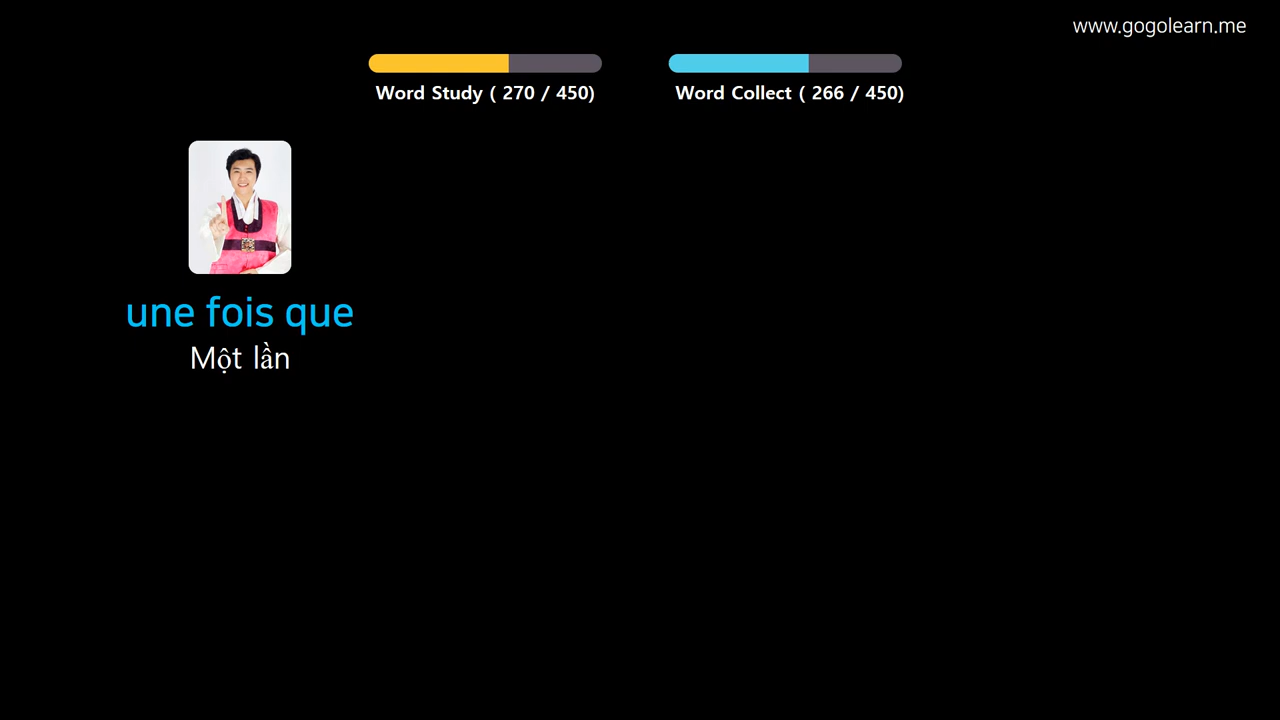 www.gogolearn.me
Word Study ( 270 / 450)
Word Collect ( 266 / 450)
une fois que
Một lần